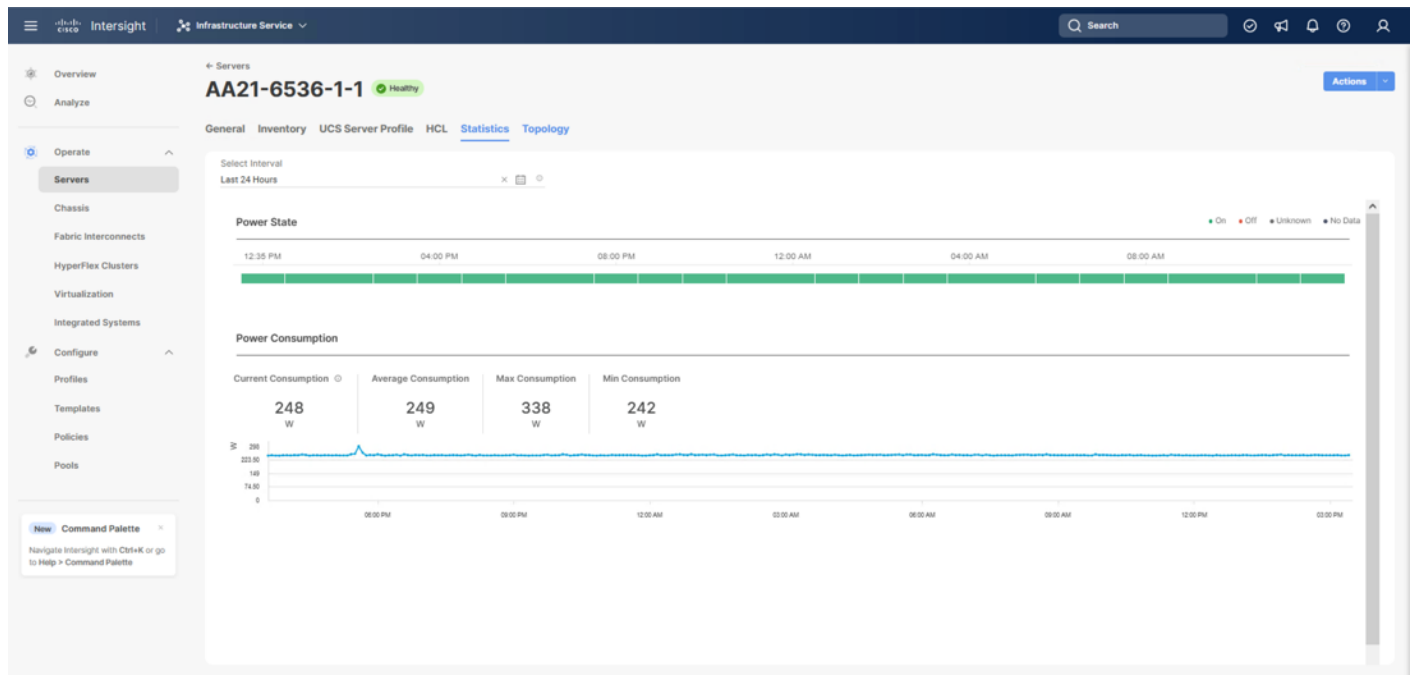 cisco Intersight Infrastructure Service Search
Overview
Analyze
Operate
Servers
Chassis
Fabric Interconnects
HyperFlex Clusters
Virtualization
Integrated Systems
Configure
Profiles
Templates
Policies
Pools
New Command Palette
Navigate Intersight with Ctrl+K or go
to Help > Command Palette
← Servers
AA21-6536-1-1 Healthy
Actions
General Inventory UCS Server Profile HCL Statistics Topology
Select Interval
Last 24 Hours
Power State
On Off Unknown No Data
12:35 PM 04:00 PM 08:00 PM 12:00 AM 04:00 AM 08:00 AM
Power Consumption
Current Consumption Average Consumption Max Consumption Min Consumption
248 249 338 242
W W W W
W
298
223.50
149
74.50
0
06:00 PM 09:00 PM 12:00 AM 03:00 AM 06:00 AM 09:00 AM 12:00 PM 03:00 PM